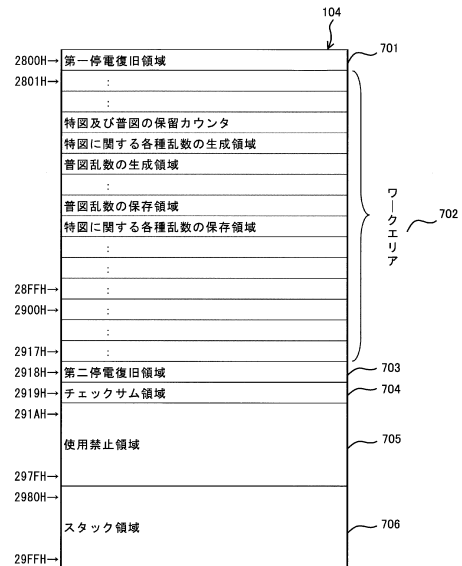 104
2800H→ 第一停電復旧領域 701
2801H→ :
:
特図及び普図の保留カウンタ
特図に関する各種乱数の生成領域
普図乱数の生成領域
:
普図乱数の保存領域
特図に関する各種乱数の保存領域
ワークエリア 702
:
:
28FFH→ :
2900H→ :
:
2917H→ :
2918H→ 第二停電復旧領域 703
2919H→ チェックサム領域 704
291AH→
使用禁止領域 705
297FH→
2980H→
スタック領域 706
29FFH→